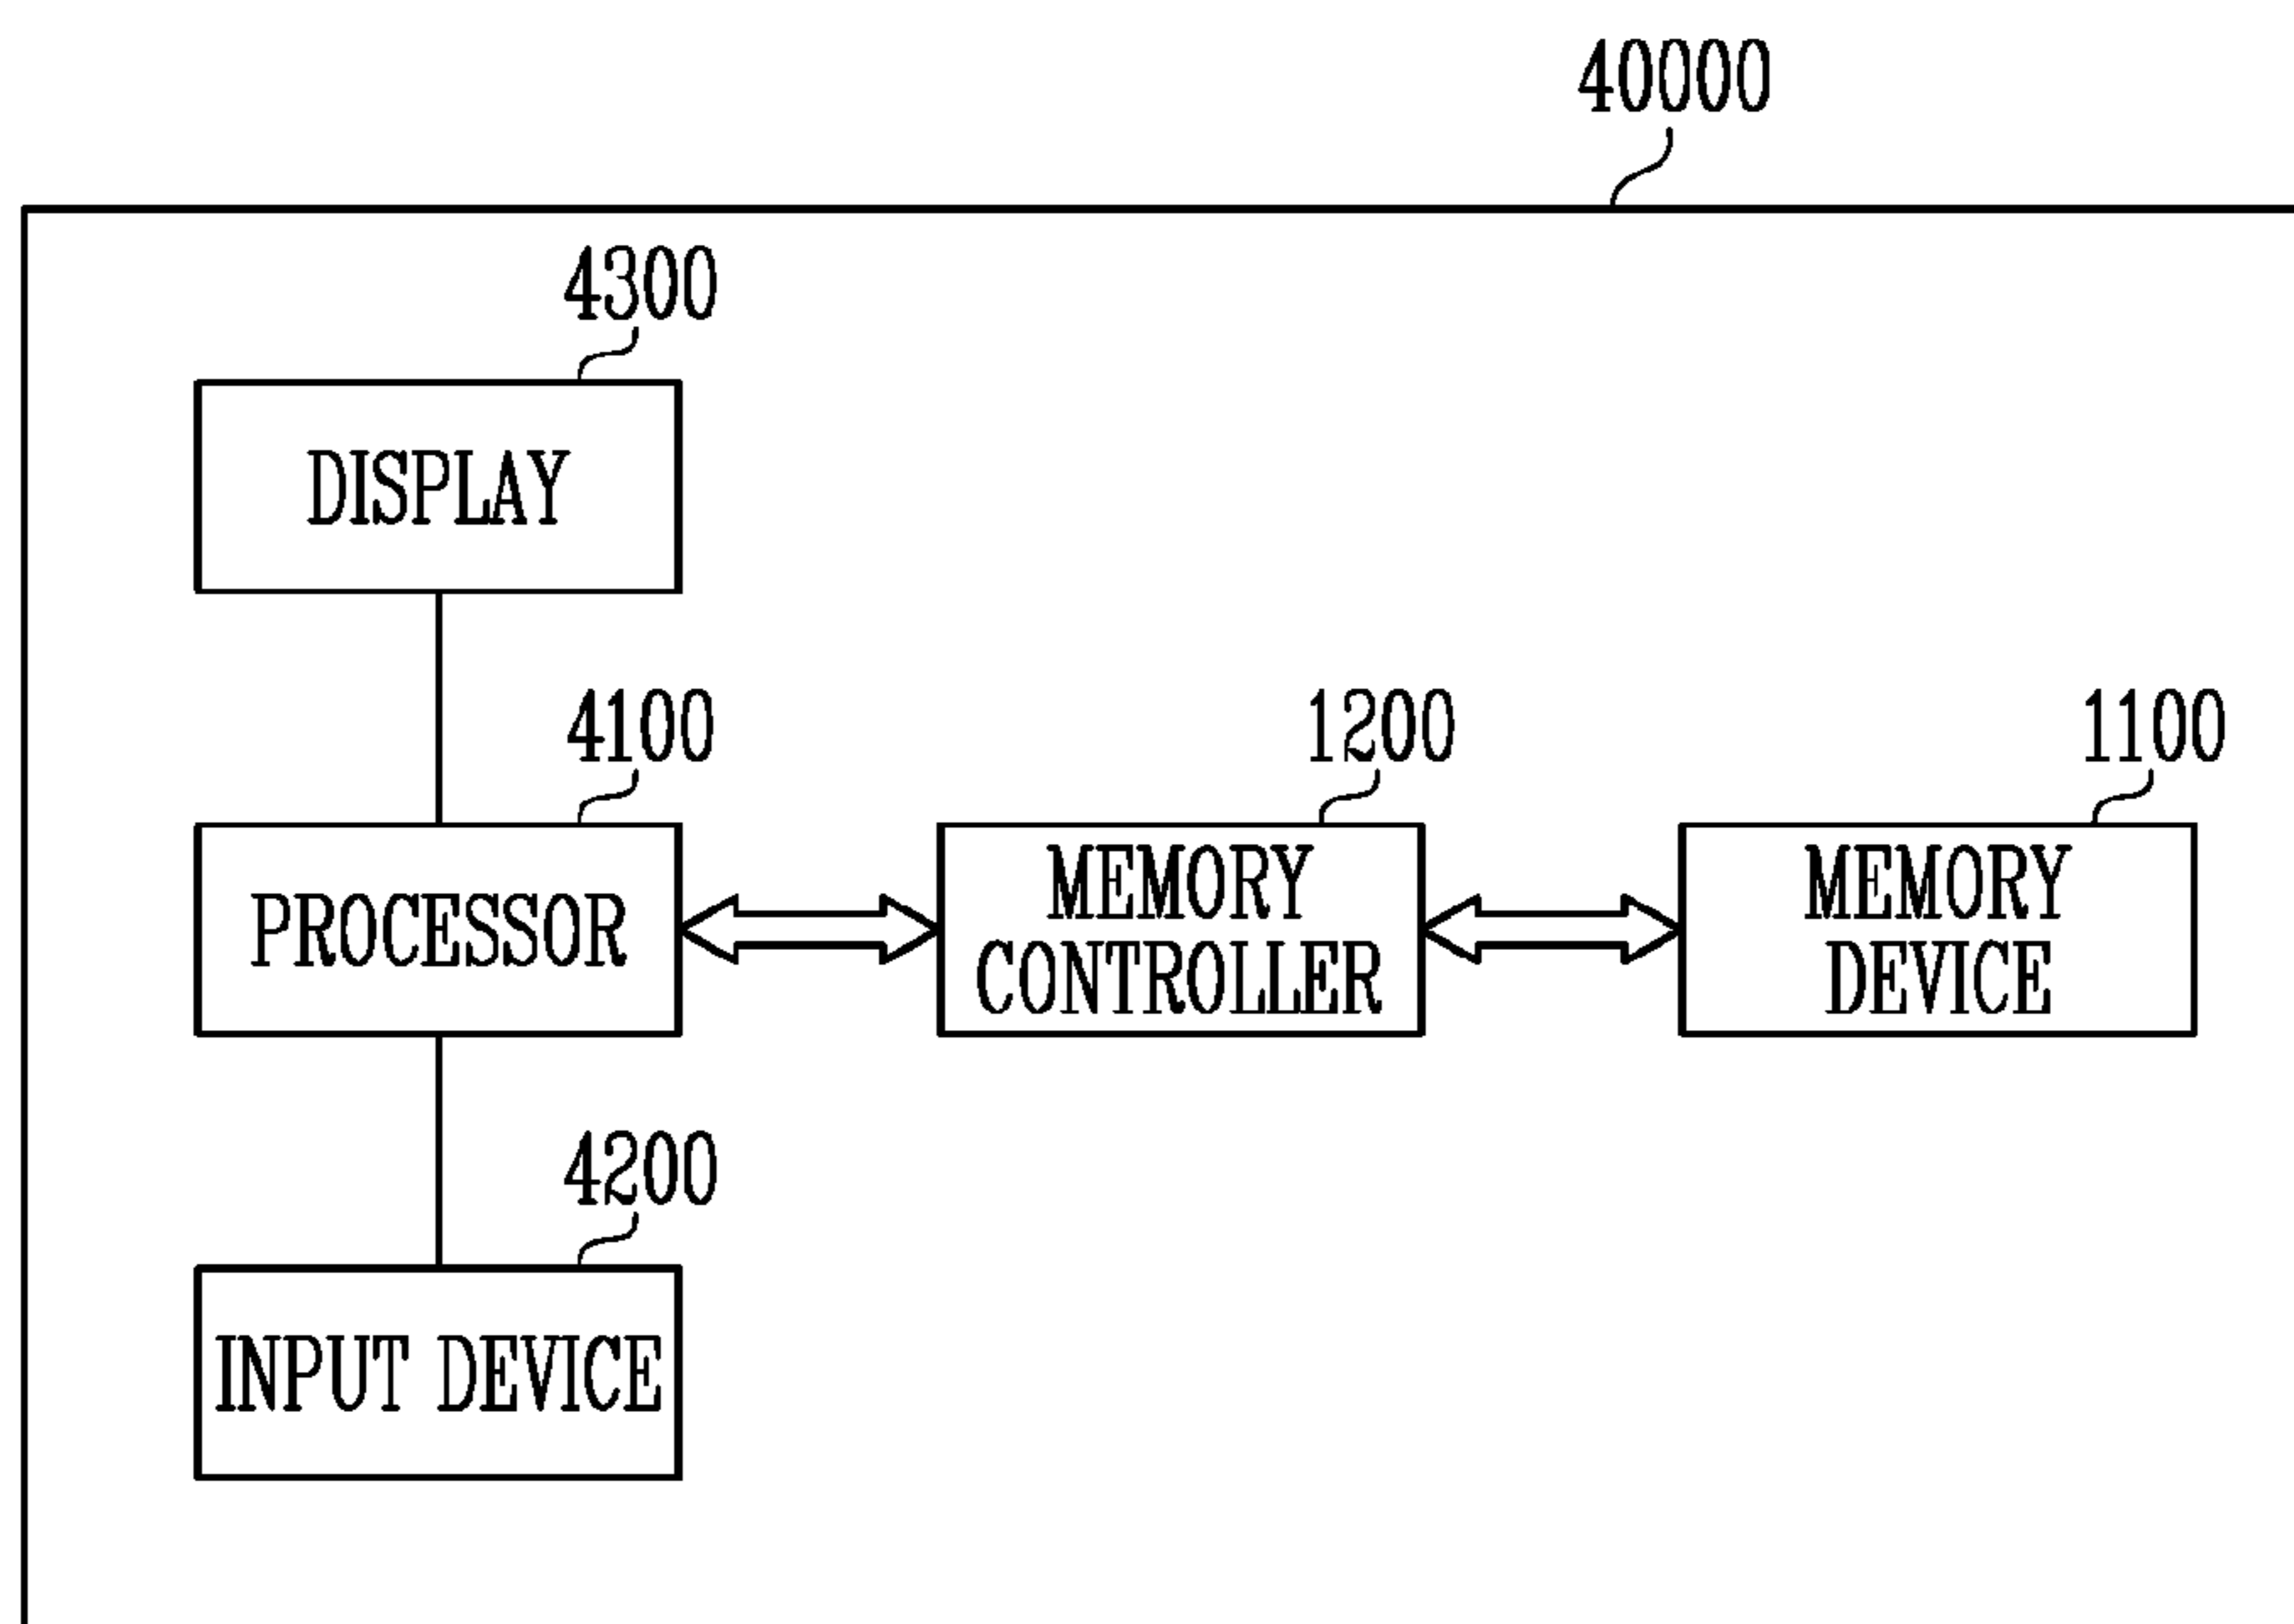 40000
4300
DISPLAY
4100
1200
1100
PROCESSOR
MEMORY
CONTROLLER
MEMORY
DEVICE
4200
INPUT DEVICE